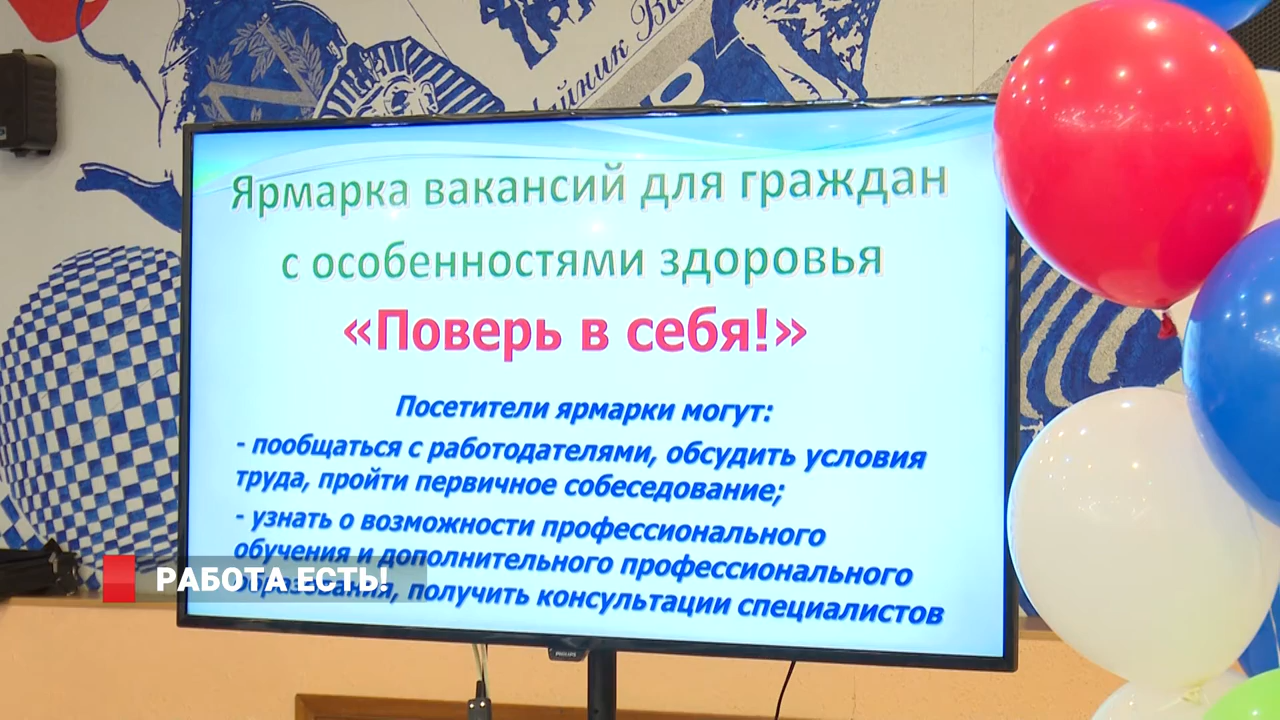 Ярмарка вакансий для граждан
с особенностями здоровья
«Поверь в себя!»
Посетители ярмарки могут:
- пообщаться с работодателями, обсудить условия
труда, пройти первичное собеседование;
- узнать о возможности профессионального
обучения и дополнительного профессионального
образования, получить консультации специалистов
РАБОТА ЕСТЬ!
PHILIPS